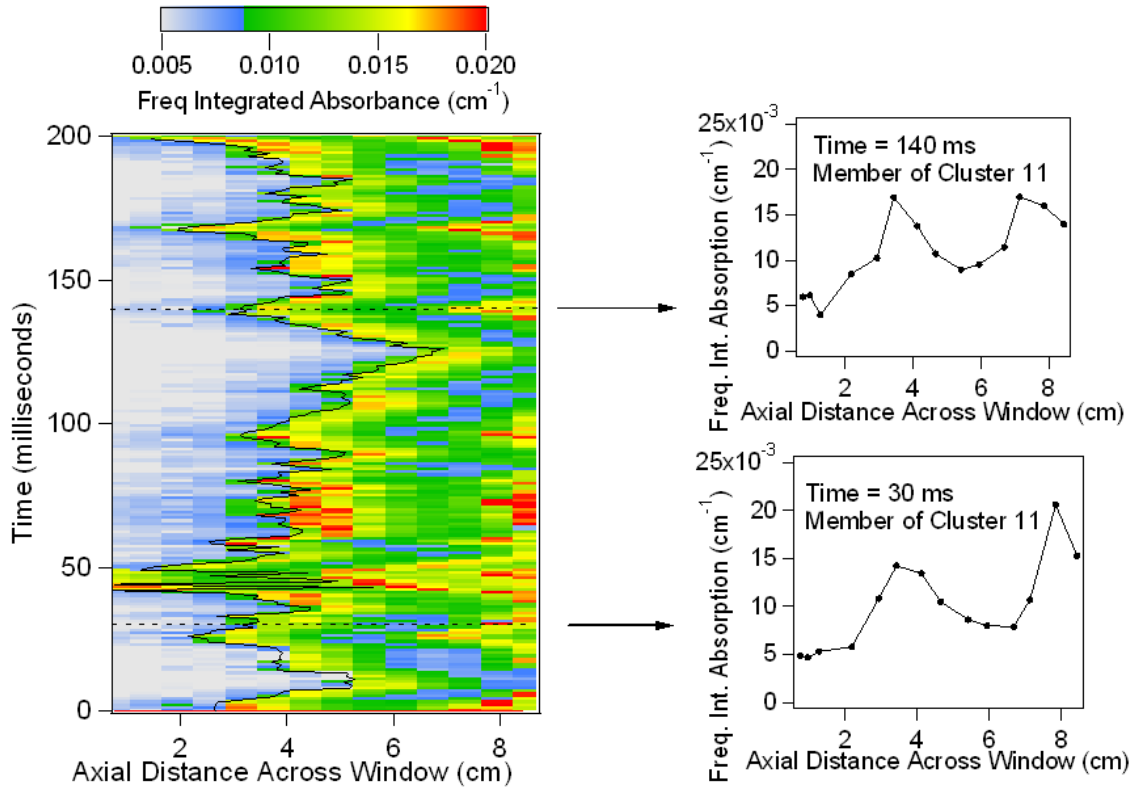 0.005 0.010 0.015 0.020
Freq Integrated Absorbance (cm-1)
200
150
100
50
0
Time (milliseconds)
2 4 6 8
Axial Distance Across Window (cm)
25x10-3
20
15
10
5
0
Freq. Int. Absorption (cm-1)
Time = 140 ms
Member of Cluster 11
2 4 6 8
Axial Distance Across Window (cm)
25x10-3
20
15
10
5
0
Freq. Int. Absorption (cm-1)
Time = 30 ms
Member of Cluster 11
2 4 6 8
Axial Distance Across Window (cm)